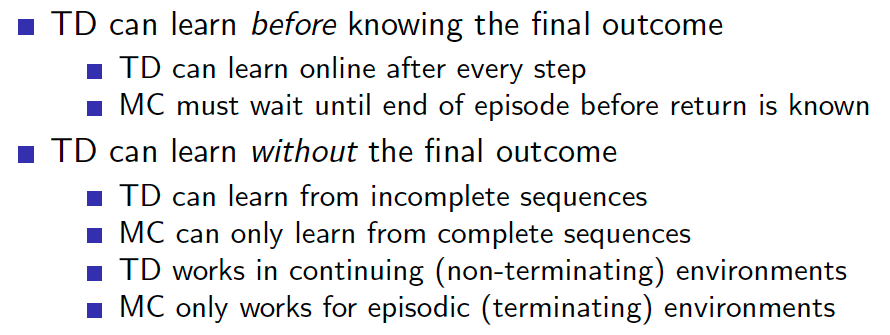 TD can learn before knowing the final outcome
TD can learn online after every step
MC must wait until end of episode before return is known
TD can learn without the final outcome
TD can learn from incomplete sequences
MC can only learn from complete sequences
TD works in continuing (non-terminating) environments
MC only works for episodic (terminating) environments